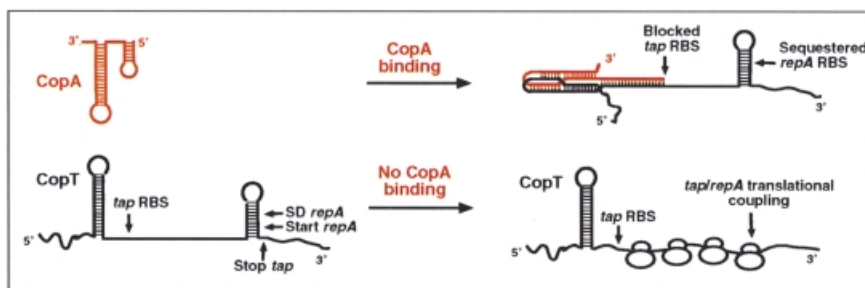 3' 5'
CopA
CopA
binding
Blocked
tap RBS
3'
5'
Sequestered
repA RBS
3'
CopT
tap RBS
SD repA
Start repA
5'
Stop tap
3'
No CopA
binding
CopT
tap RBS
tap/repA translational
coupling
5'
3'